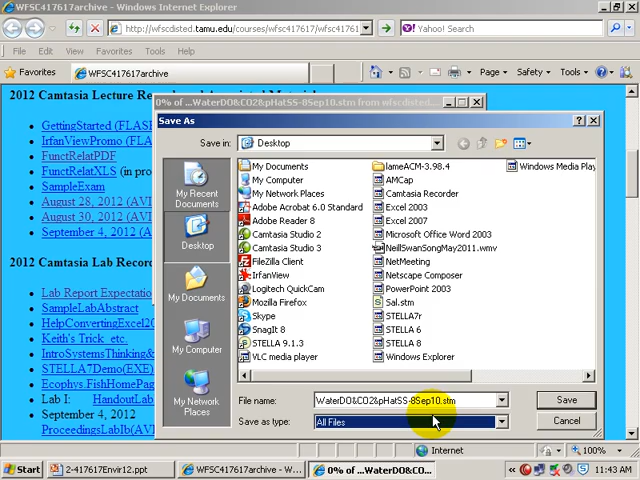 WFSC417617archive - Windows Internet Explorer
http://wfscdisted.tamu.edu/courses/wfsc417617/wfsc41761
Yahoo! Search
File Edit View Favorites Tools Help
Favorites
WFSC417617archive
Page Safety Tools
2012 Camtasia Lecture
GettingStarted (FLAS
IrfanViewPromo (FL
FunctRelatPDF
FunctRelatXLS (in pro
SampleExam
August 28, 2012 (AVI
August 30, 2012 (AVI
September 4, 2012 (A
2012 Camtasia Lab Recor
Lab Report Expectatio
SampleLabAbstract
HelpConvertingExcel20
Keith's Trick etc.
IntroSystemsThinking&
STELLA7Demo(EXE)
Ecophys.FishHomePag
Lab I: HandoutLab
September 4, 2012
ProceedingsLabIb(AVI
0% of ...WaterDO&CO2&pHatSS-8Sep10.stm from wfscdisted....
Save As
Save in: Desktop
My Recent
Documents
Desktop
My Documents
My Computer
My Network
Places
My Documents
My Computer
My Network Places
Adobe Acrobat 6.0 Standard
Adobe Reader 8
Camtasia Studio 2
Camtasia Studio 3
FileZilla Client
IrfanView
Logitech QuickCam
Mozilla Firefox
Skype
SnagIt 8
STELLA 9.1.3
VLC media player
lameACM-3.98.4
AMCap
Camtasia Recorder
Excel 2003
Excel 2007
Microsoft Office Word 2003
NeillSwanSongMay2011.wmv
NetMeeting
Netscape Composer
PowerPoint 2003
Sal.stm
STELLA7r
STELLA 6
STELLA 8
Windows Explorer
Windows Media Play
File name: WaterDO&CO2&pHatSS-8Sep10.stm Save
Save as type: All Files Cancel
Internet 100%
Start 2-417617Envir12.ppt WFSC417617archive - W... 0% of ...WaterDO&CO... 11:43 AM